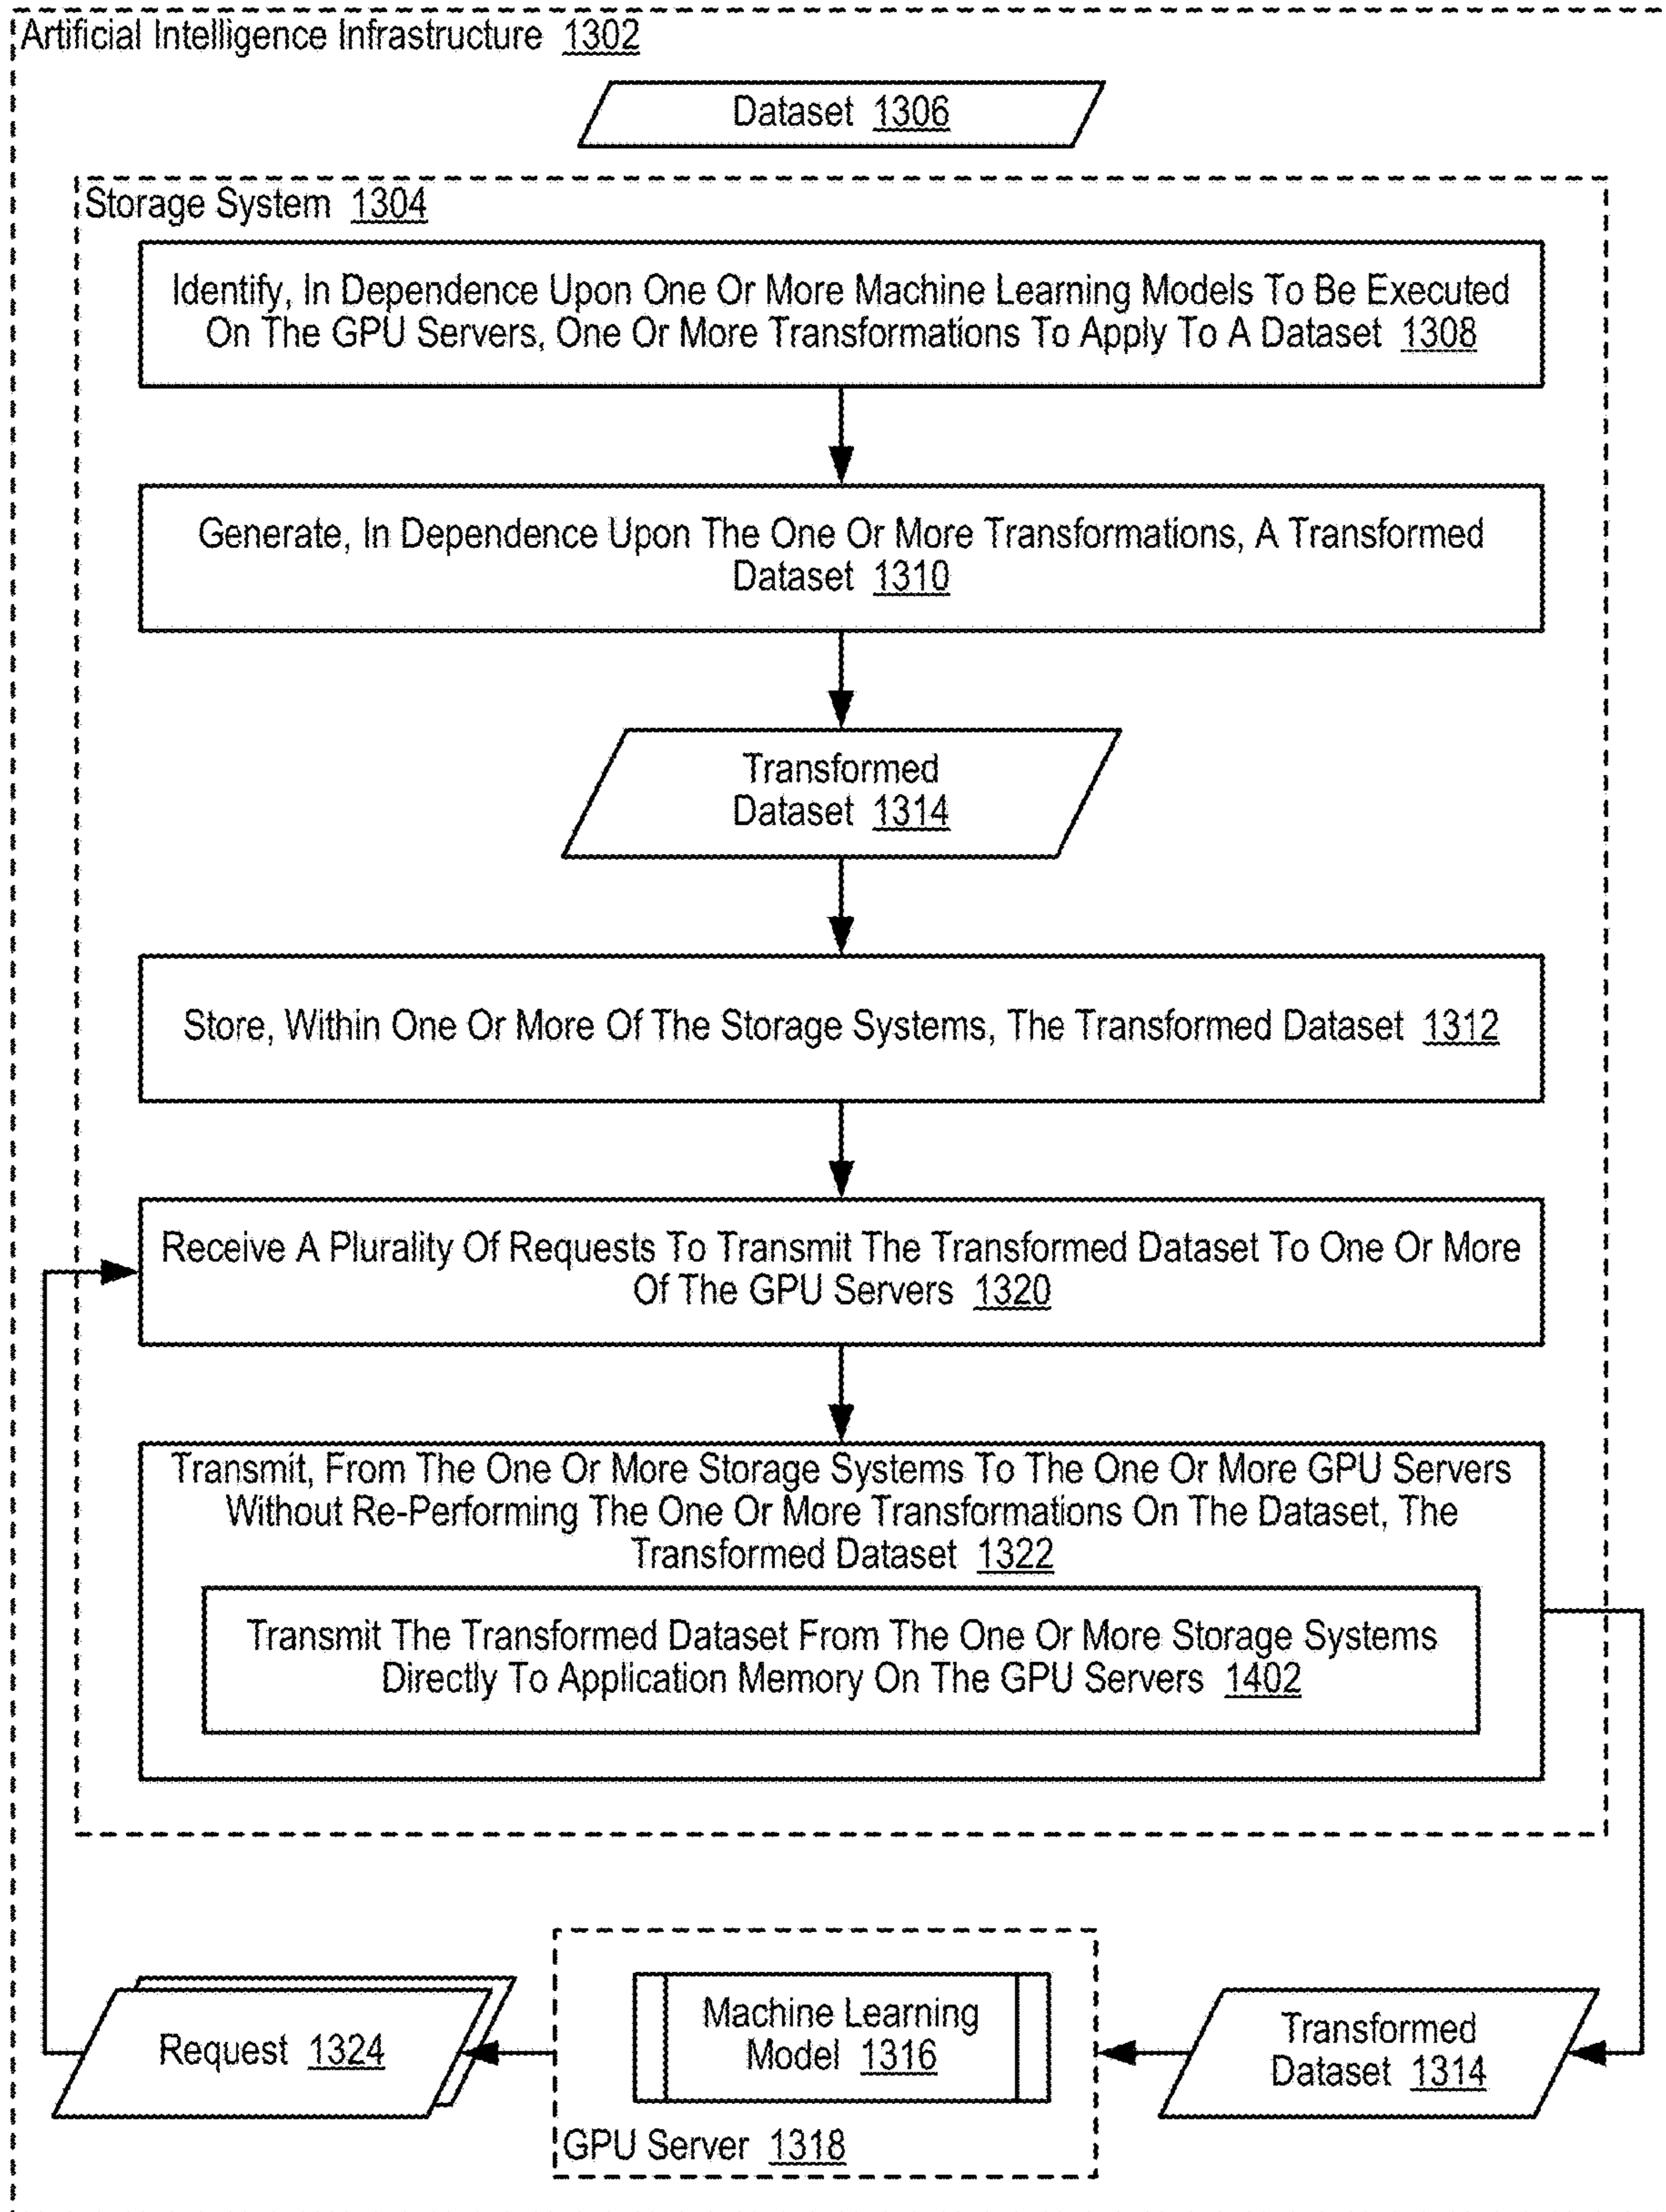 Artificial Intelligence Infrastructure 1302
Dataset 1306
Storage System 1304
Identify, In Dependence Upon One Or More Machine Learning Models To Be Executed
On The GPU Servers, One Or More Transformations To Apply To A Dataset 1308
Generate, In Dependence Upon The One Or More Transformations, A Transformed
Dataset 1310
Transformed
Dataset 1314
Store, Within One Or More Of The Storage Systems, The Transformed Dataset 1312
Receive A Plurality Of Requests To Transmit The Transformed Dataset To One Or More
Of The GPU Servers 1320
Transmit, From The One Or More Storage Systems To The One Or More GPU Servers
Without Re-Performing The One Or More Transformations On The Dataset, The
Transformed Dataset 1322
Transmit The Transformed Dataset From The One Or More Storage Systems
Directly To Application Memory On The GPU Servers 1402
Request 1324
Machine Learning
Model 1316
GPU Server 1318
Transformed
Dataset 1314